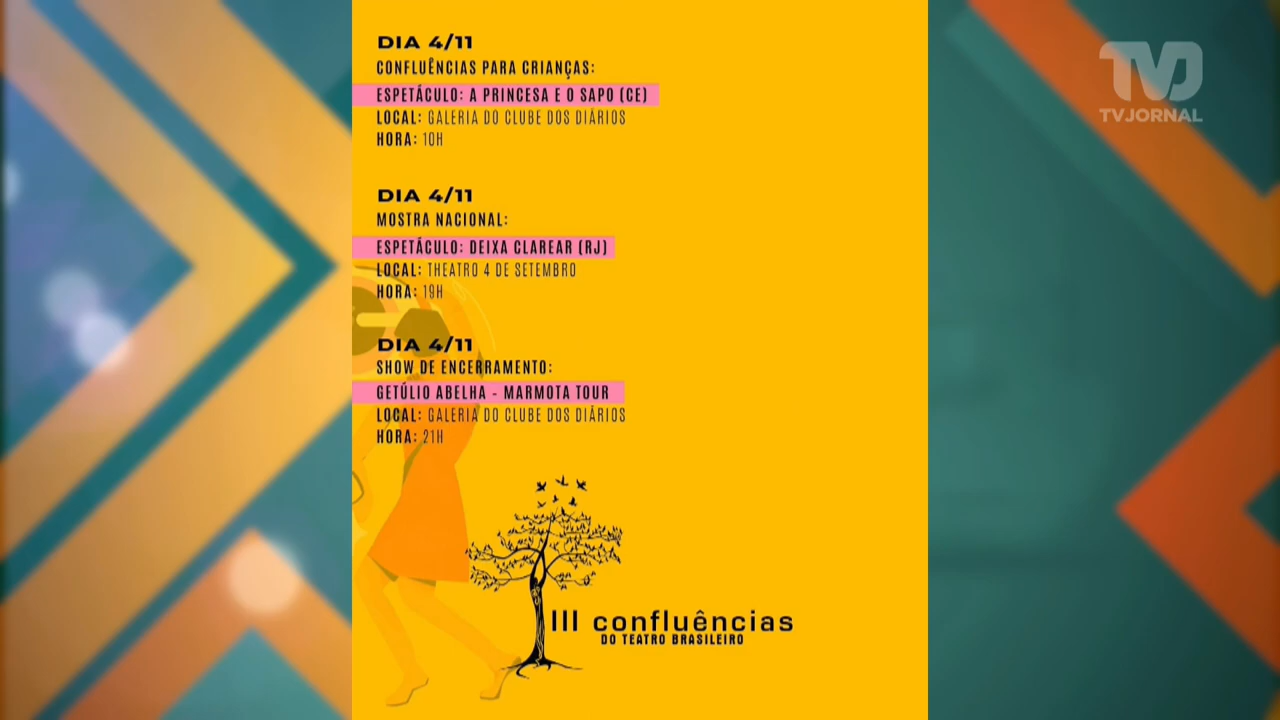 DIA 4/11
CONFLUÊNCIAS PARA CRIANÇAS:
ESPETÁCULO: A PRINCESA E O SAPO (CE)
LOCAL: GALERIA DO CLUBE DOS DIÁRIOS
HORA: 10H
DIA 4/11
MOSTRA NACIONAL:
ESPETÁCULO: DEIXA CLAREAR (RJ)
LOCAL: THEATRO 4 DE SETEMBRO
HORA: 19H
DIA 4/11
SHOW DE ENCERRAMENTO:
GETÚLIO ABELHA - MARMOTA TOUR
LOCAL: GALERIA DO CLUBE DOS DIÁRIOS
HORA: 21H
III confluências
DO TEATRO BRASILEIRO
TVJ
TVJORNAL